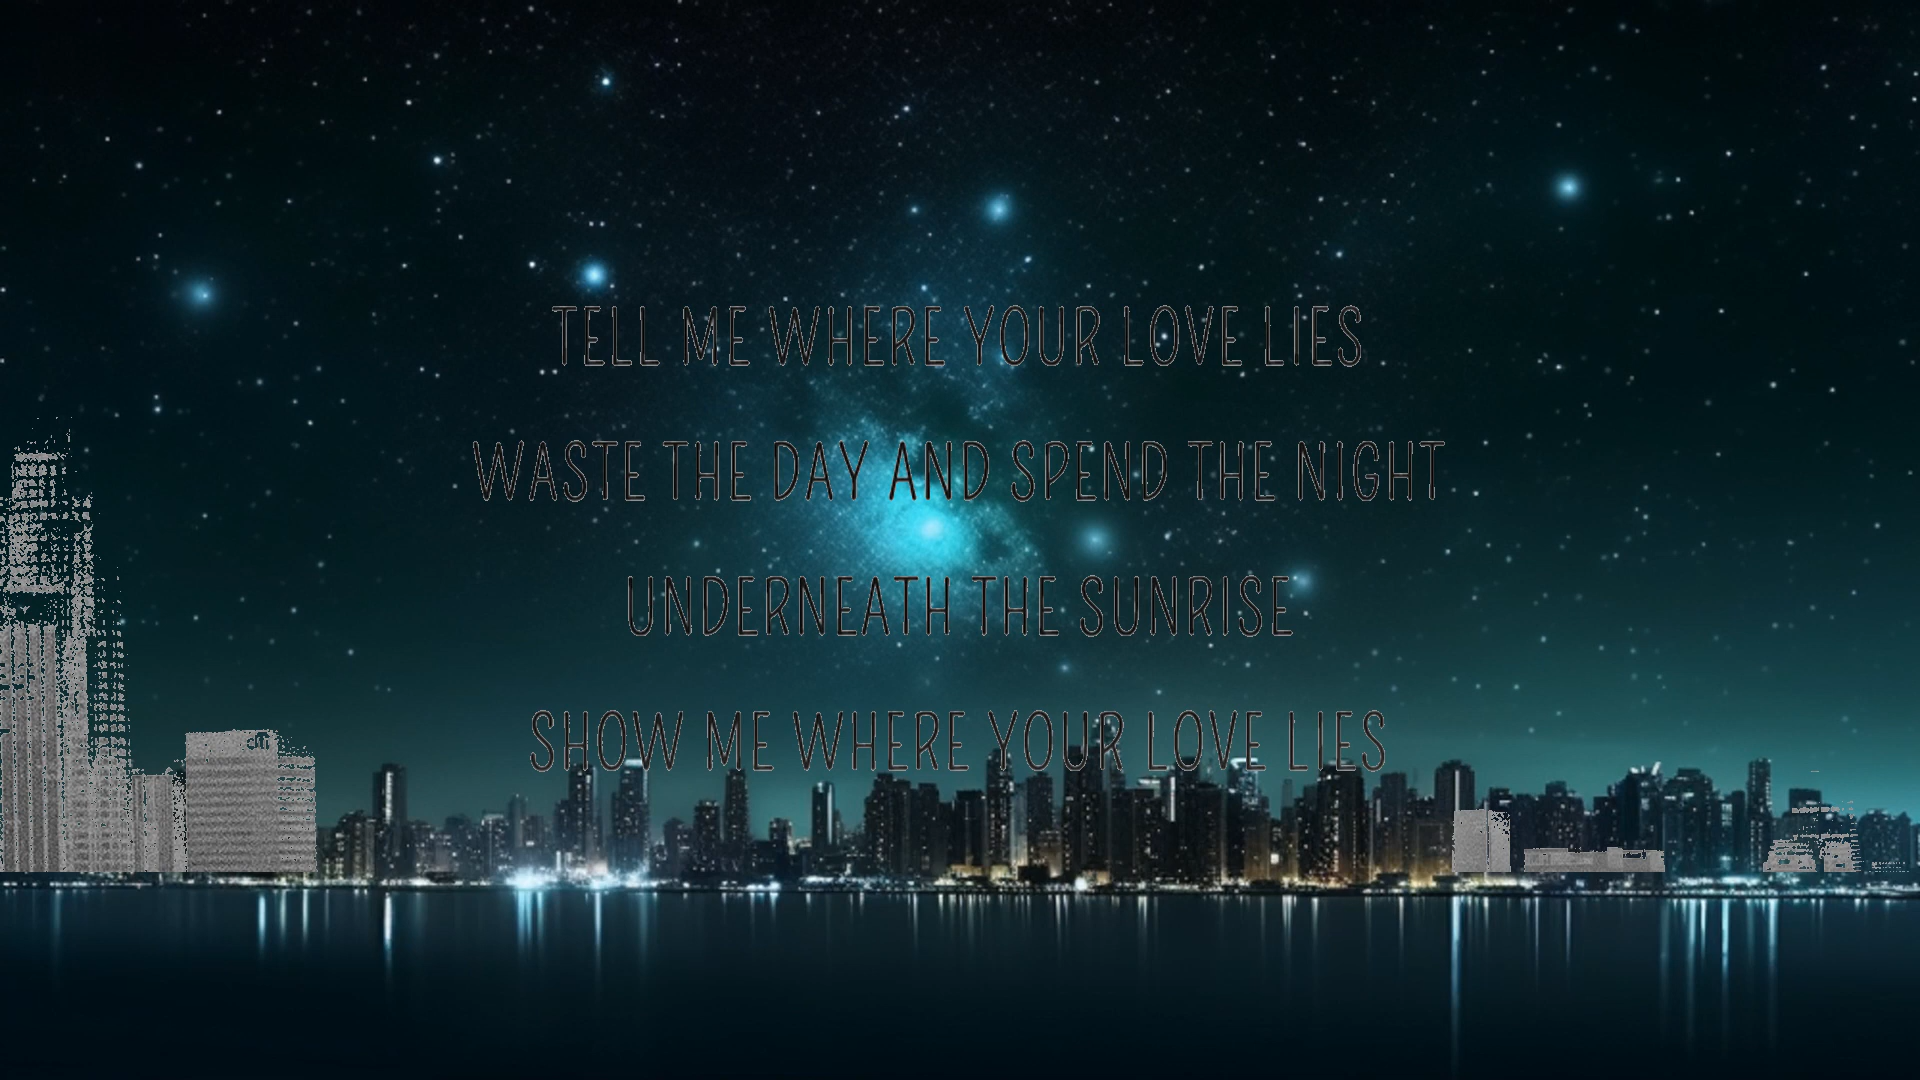 TELL ME WHERE YOUR LOVE LIES
WASTE THE DAY AND SPEND THE NIGHT
UNDERNEATH THE SUNRISE
SHOW ME WHERE YOUR LOVE LIES
citi